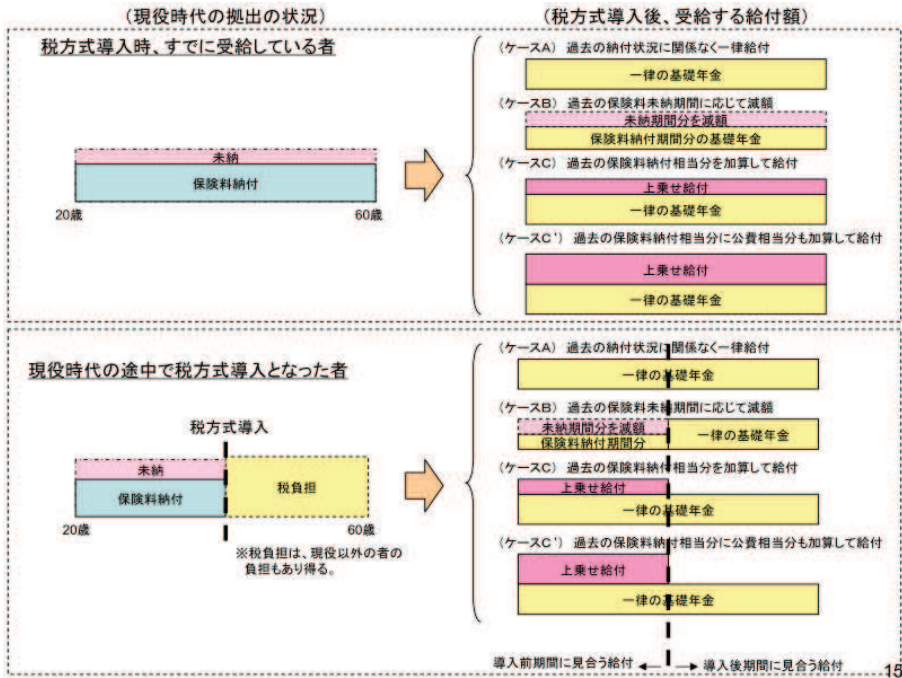 （現役時代の拠出の状況）
（税方式導入後、受給する給付額）
税方式導入時、すでに受給している者
未納
保険料納付
20歳
60歳
（ケースA） 過去の納付状況に関係なく一律給付
一律の基礎年金
（ケースB） 過去の保険料未納期間に応じて減額
未納期間分を減額
保険料納付期間分の基礎年金
（ケースC） 過去の保険料納付相当分を加算して給付
上乗せ給付
一律の基礎年金
（ケースC'） 過去の保険料納付相当分に公費相当分も加算して給付
上乗せ給付
一律の基礎年金
現役時代の途中で税方式導入となった者
税方式導入
未納
保険料納付
税負担
20歳
60歳
※税負担は、現役以外の者の
負担もあり得る。
（ケースA） 過去の納付状況に関係なく一律給付
一律の基礎年金
（ケースB） 過去の保険料未納期間に応じて減額
未納期間分を減額
保険料納付期間分
一律の基礎年金
（ケースC） 過去の保険料納付相当分を加算して給付
上乗せ給付
一律の基礎年金
（ケースC'） 過去の保険料納付相当分に公費相当分も加算して給付
上乗せ給付
一律の基礎年金
導入前期間に見合う給付
導入後期間に見合う給付
15